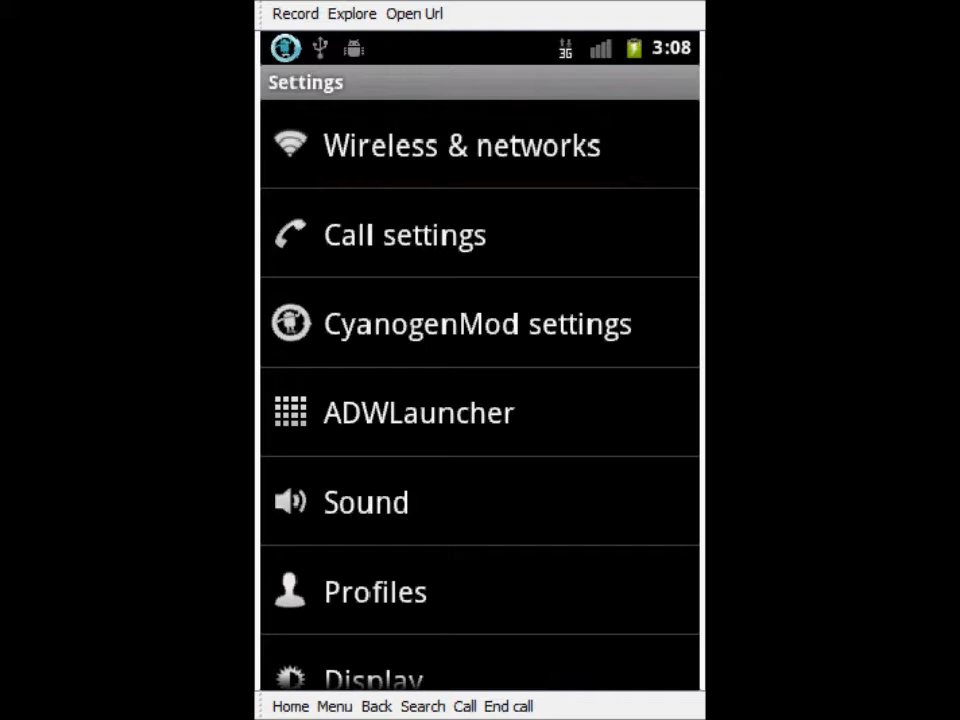 Record Explore Open Url
3G 3:08
Settings
Wireless & networks
Call settings
CyanogenMod settings
ADWLauncher
Sound
Profiles
Display
Home Menu Back Search Call End call